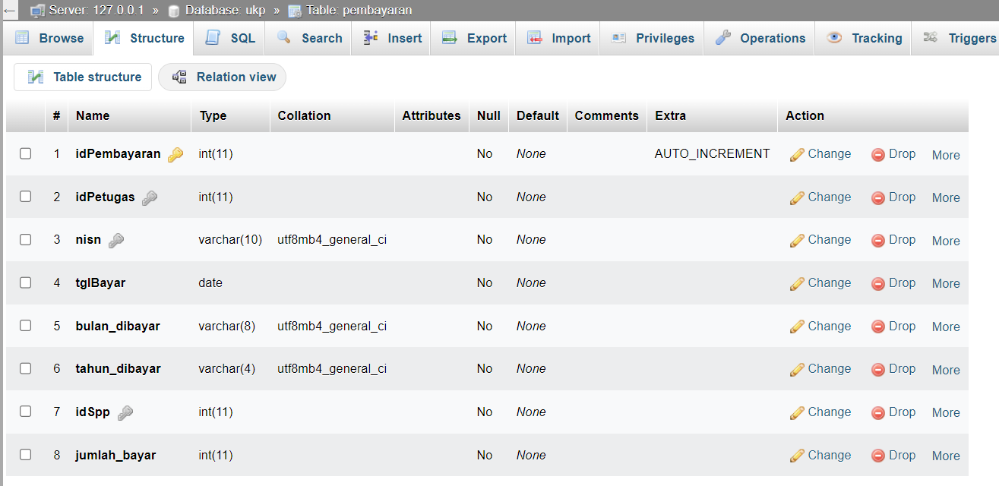 Server: 127.0.0.1 » Database: ukp » Table: pembayaran
Browse Structure SQL Search Insert Export Import Privileges Operations Tracking Triggers
Table structure Relation view
# Name Type Collation Attributes Null Default Comments Extra Action
1 idPembayaran int(11) No None AUTO_INCREMENT Change Drop More
2 idPetugas int(11) No None Change Drop More
3 nisn varchar(10) utf8mb4_general_ci No None Change Drop More
4 tglBayar date No None Change Drop More
5 bulan_dibayar varchar(8) utf8mb4_general_ci No None Change Drop More
6 tahun_dibayar varchar(4) utf8mb4_general_ci No None Change Drop More
7 idSpp int(11) No None Change Drop More
8 jumlah_bayar int(11) No None Change Drop More